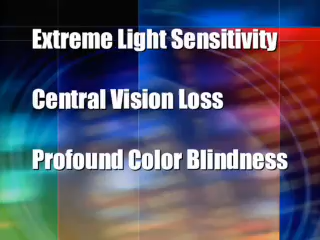 Extreme Light Sensitivity
Central Vision Loss
Profound Color Blindness